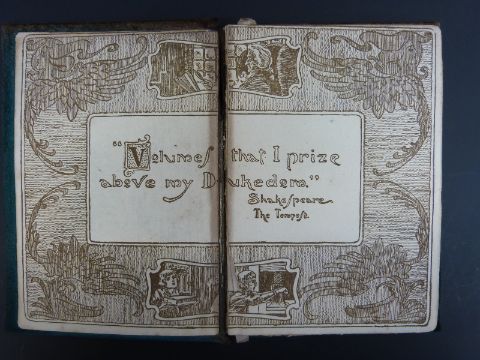 "Volumes that I prize
above my Dukedom."
Shakespeare
The Tempest.